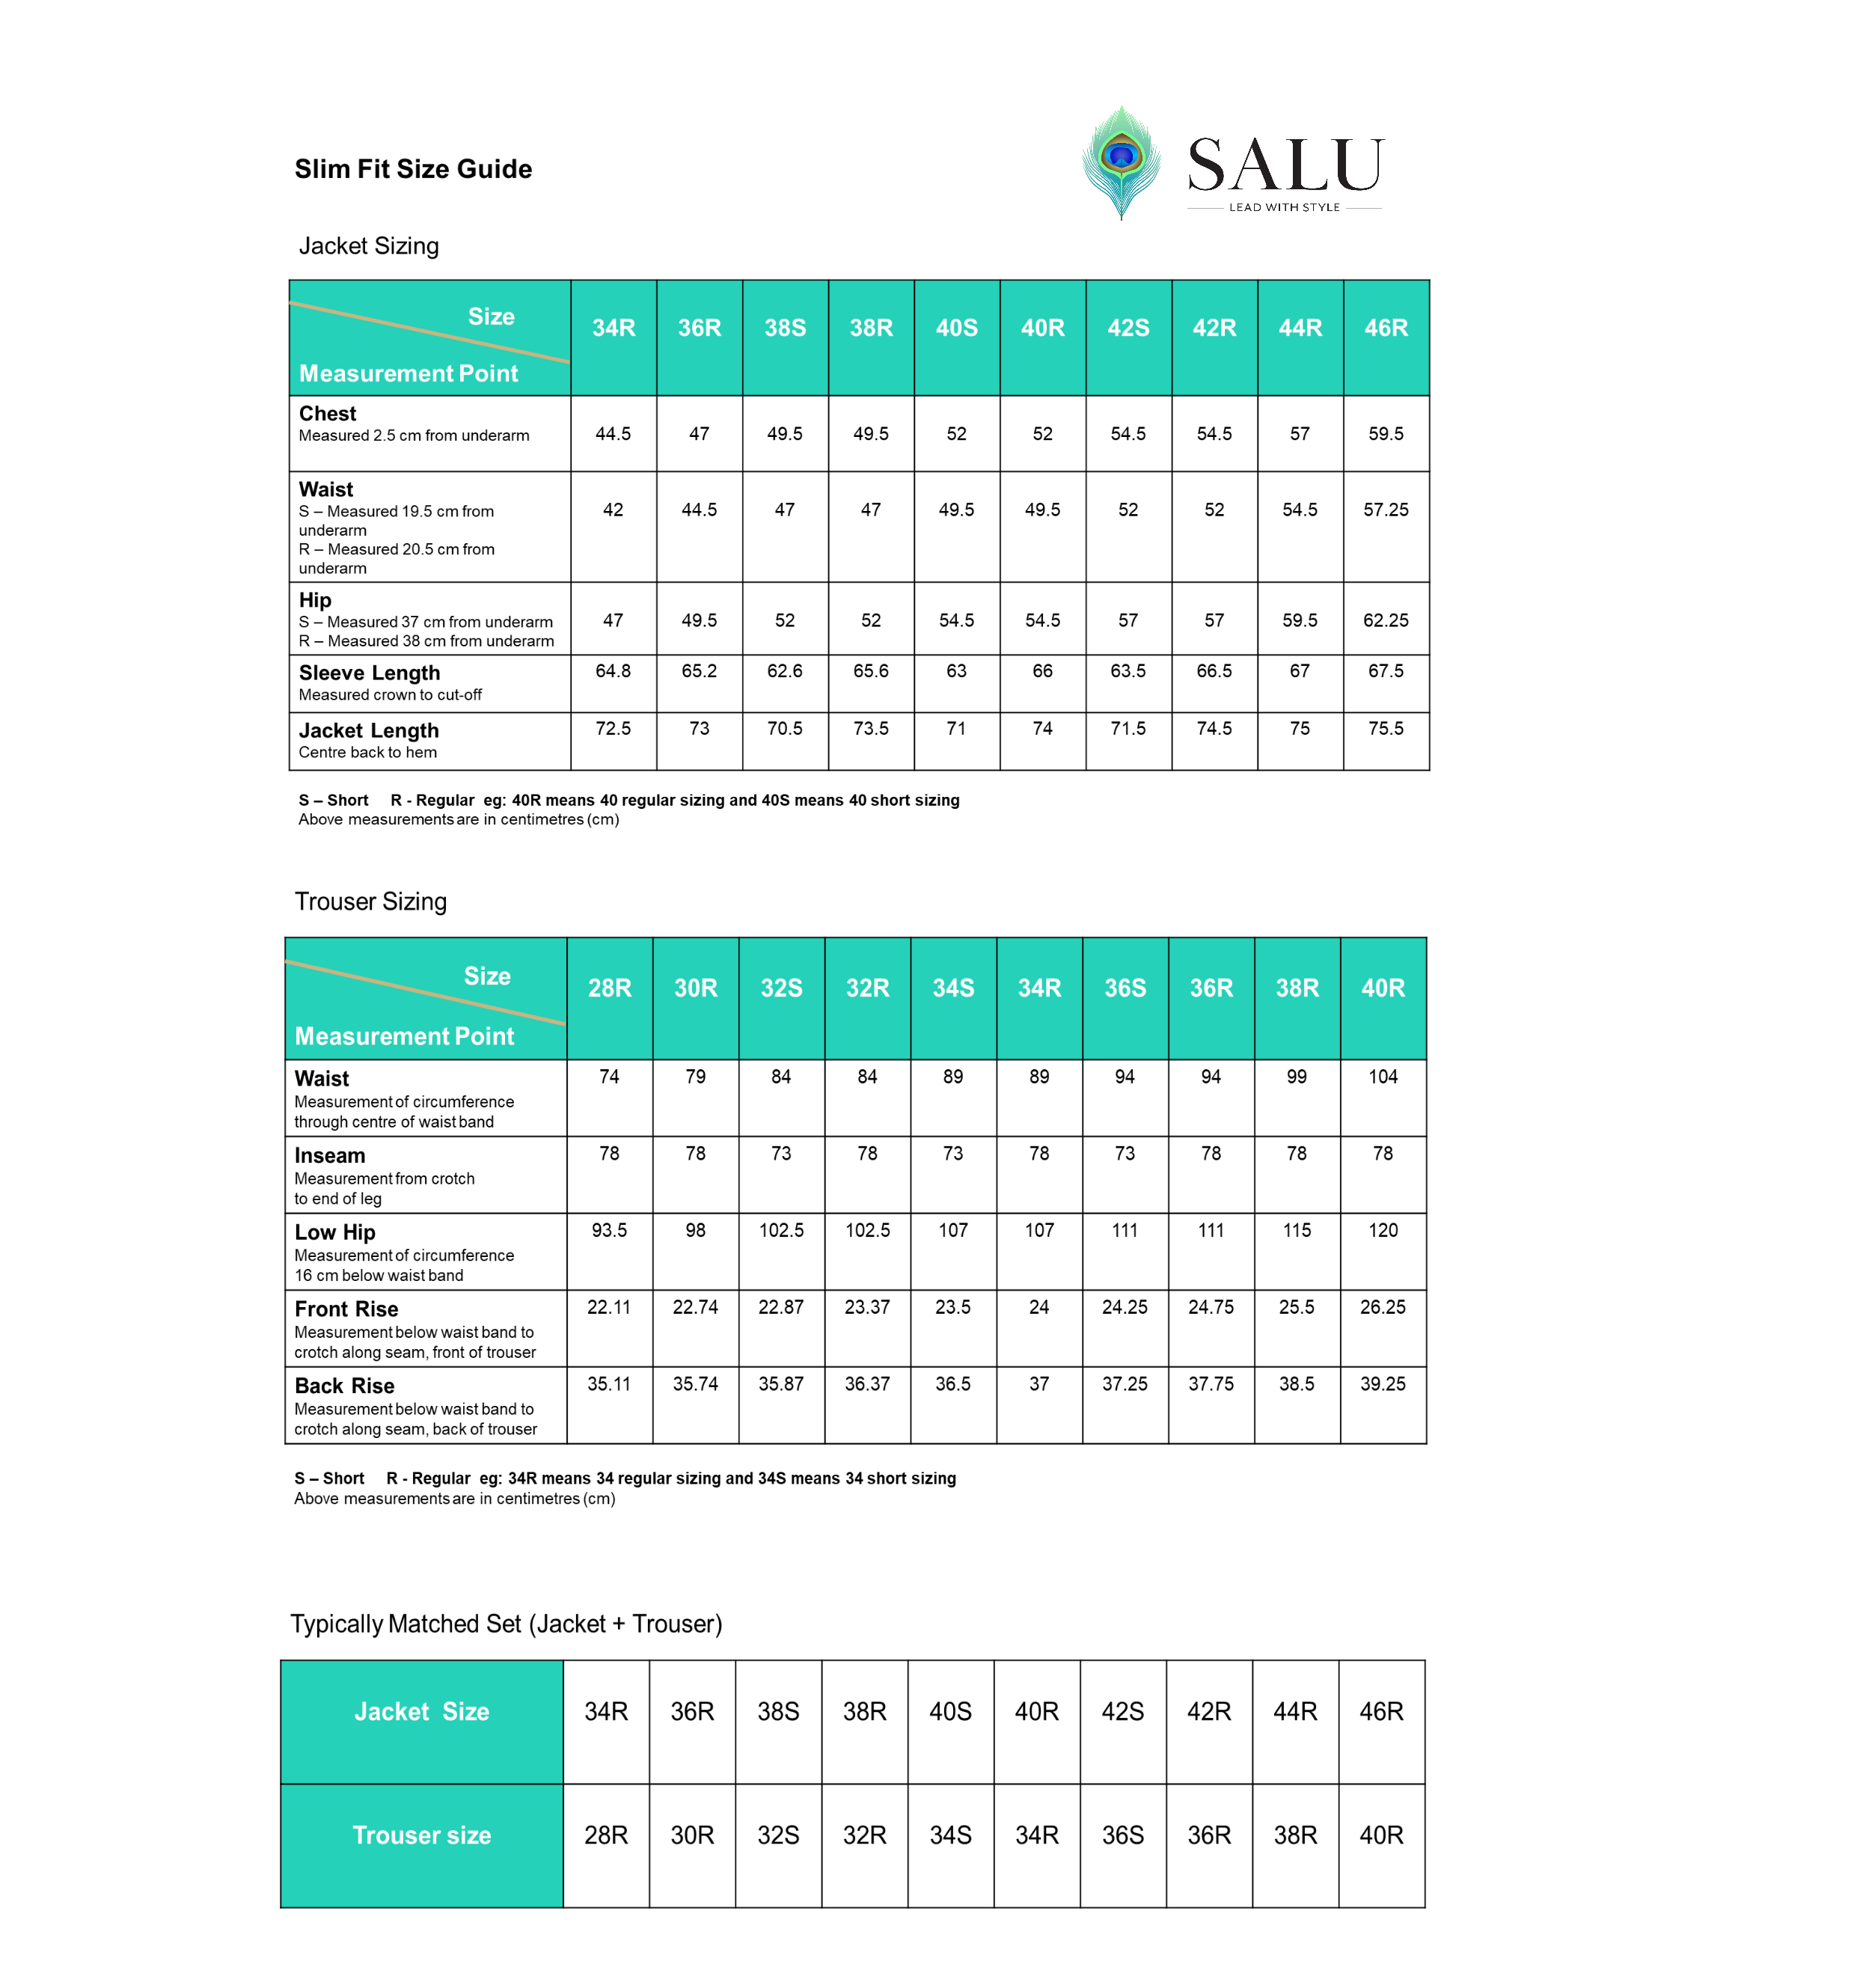 Slim Fit Size Guide
SALU
LEAD WITH STYLE
Jacket Sizing
Size
Measurement Point
34R 36R 38S 38R 40S 40R 42S 42R 44R 46R
Chest
Measured 2.5 cm from underarm
44.5 47 49.5 49.5 52 52 54.5 54.5 57 59.5
Waist
S – Measured 19.5 cm from
underarm
R – Measured 20.5 cm from
underarm
42 44.5 47 47 49.5 49.5 52 52 54.5 57.25
Hip
S – Measured 37 cm from underarm
R – Measured 38 cm from underarm
47 49.5 52 52 54.5 54.5 57 57 59.5 62.25
Sleeve Length
Measured crown to cut-off
64.8 65.2 62.6 65.6 63 66 63.5 66.5 67 67.5
Jacket Length
Centre back to hem
72.5 73 70.5 73.5 71 74 71.5 74.5 75 75.5
S – Short R - Regular eg: 40R means 40 regular sizing and 40S means 40 short sizing
Above measurements are in centimetres (cm)
Trouser Sizing
Size
Measurement Point
28R 30R 32S 32R 34S 34R 36S 36R 38R 40R
Waist
Measurement of circumference
through centre of waist band
74 79 84 84 89 89 94 94 99 104
Inseam
Measurement from crotch
to end of leg
78 78 73 78 73 78 73 78 78 78
Low Hip
Measurement of circumference
16 cm below waist band
93.5 98 102.5 102.5 107 107 111 111 115 120
Front Rise
Measurement below waist band to
crotch along seam, front of trouser
22.11 22.74 22.87 23.37 23.5 24 24.25 24.75 25.5 26.25
Back Rise
Measurement below waist band to
crotch along seam, back of trouser
35.11 35.74 35.87 36.37 36.5 37 37.25 37.75 38.5 39.25
S – Short R - Regular eg: 34R means 34 regular sizing and 34S means 34 short sizing
Above measurements are in centimetres (cm)
Typically Matched Set (Jacket + Trouser)
Jacket Size 34R 36R 38S 38R 40S 40R 42S 42R 44R 46R
Trouser size 28R 30R 32S 32R 34S 34R 36S 36R 38R 40R